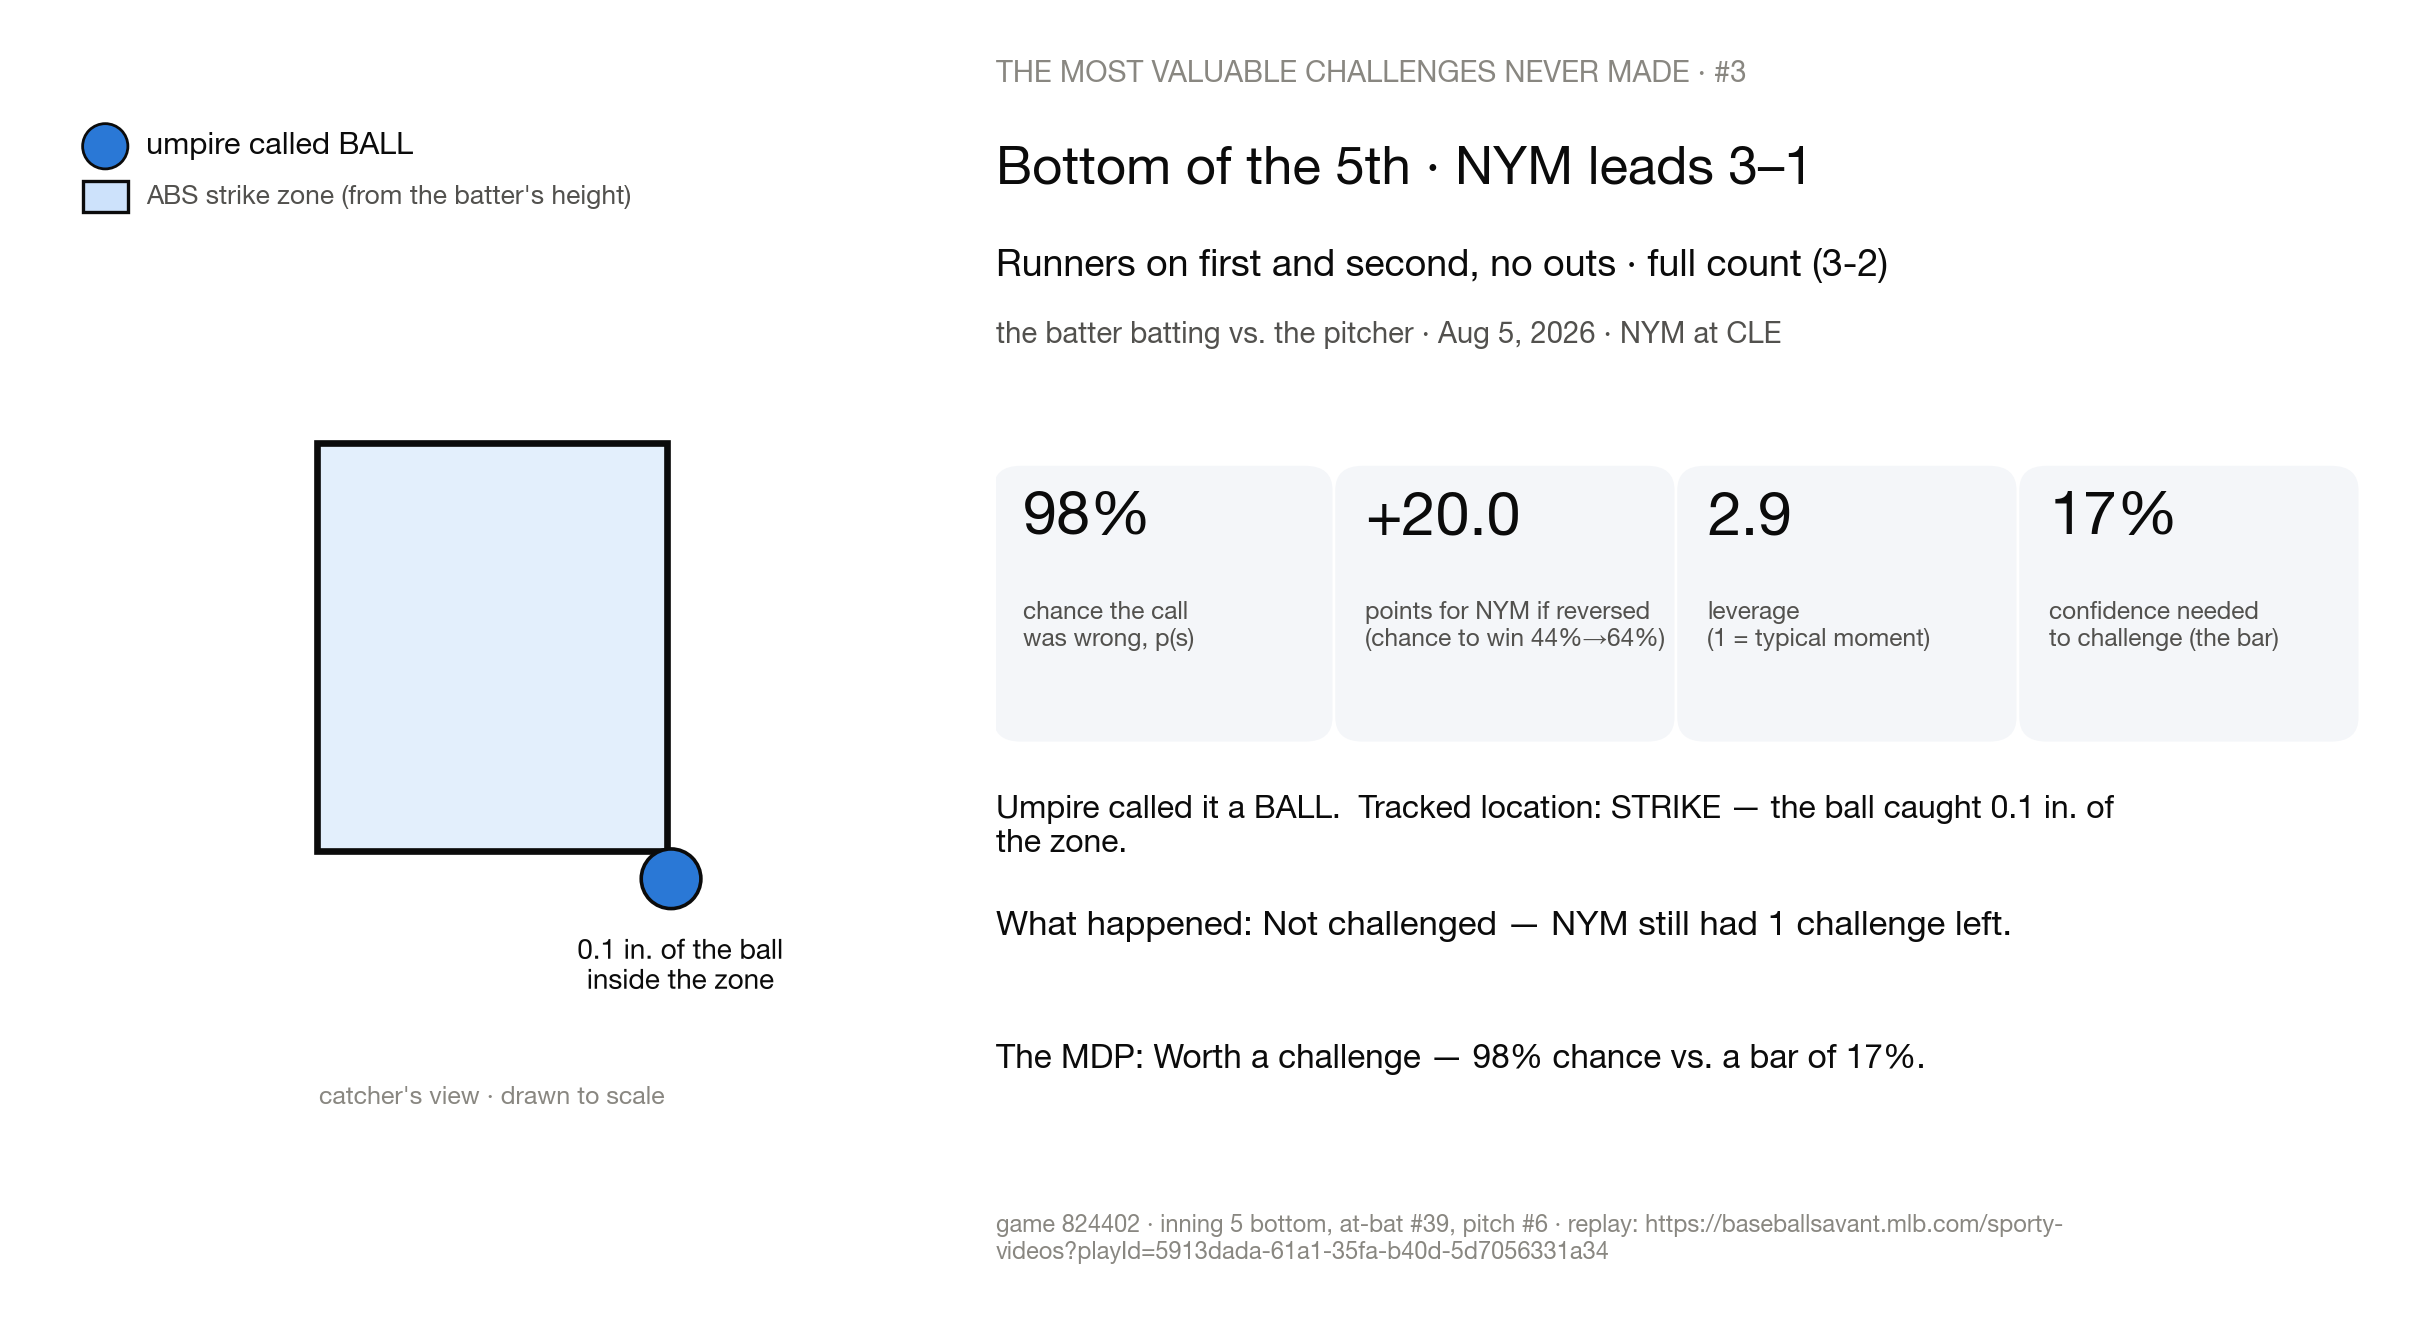 THE MOST VALUABLE CHALLENGES NEVER MADE · #3
umpire called BALL
ABS strike zone (from the batter's height)
Bottom of the 5th · NYM leads 3–1
Runners on first and second, no outs · full count (3-2)
the batter batting vs. the pitcher · Aug 5, 2026 · NYM at CLE
98%
chance the call
was wrong, p(s)
+20.0
points for NYM if reversed
(chance to win 44%→64%)
2.9
leverage
(1 = typical moment)
17%
confidence needed
to challenge (the bar)
Umpire called it a BALL.  Tracked location: STRIKE — the ball caught 0.1 in. of
the zone.
What happened: Not challenged — NYM still had 1 challenge left.
0.1 in. of the ball
inside the zone
The MDP: Worth a challenge — 98% chance vs. a bar of 17%.
catcher's view · drawn to scale
game 824402 · inning 5 bottom, at-bat #39, pitch #6 · replay: https://baseballsavant.mlb.com/sporty-
videos?playId=5913dada-61a1-35fa-b40d-5d7056331a34